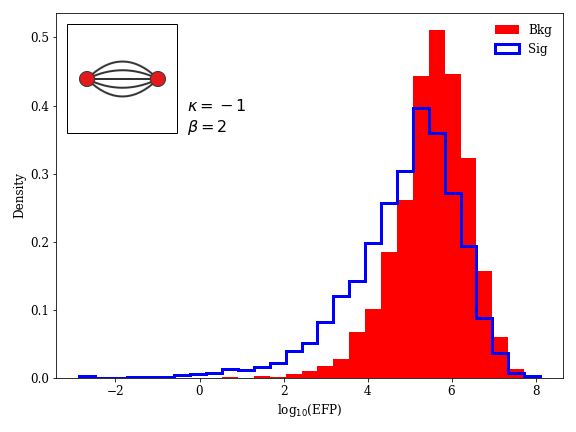 Bkg
Sig
κ = −1
β = 2
Density
0.5
0.4
0.3
0.2
0.1
0.0
−2
0
2
4
6
8
log₁₀(EFP)